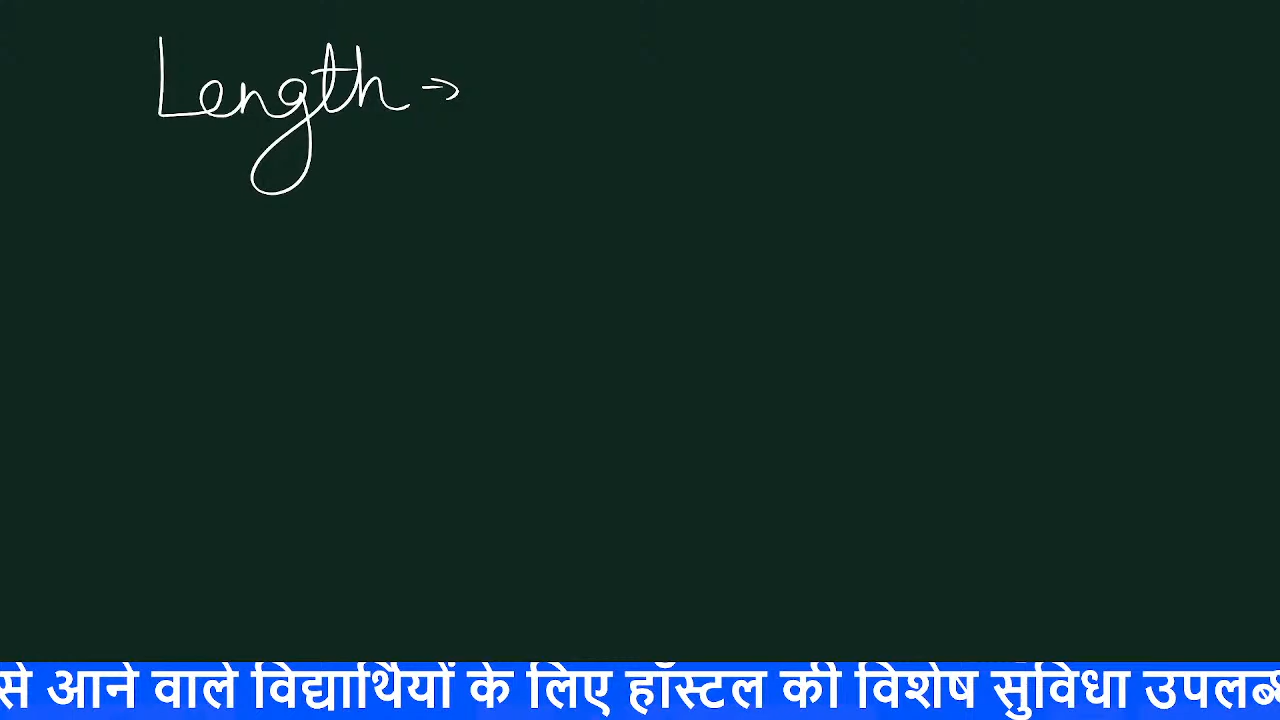 Length →
से आने वाले विद्यार्थियों के लिए हॉस्टल की विशेष सुविधा